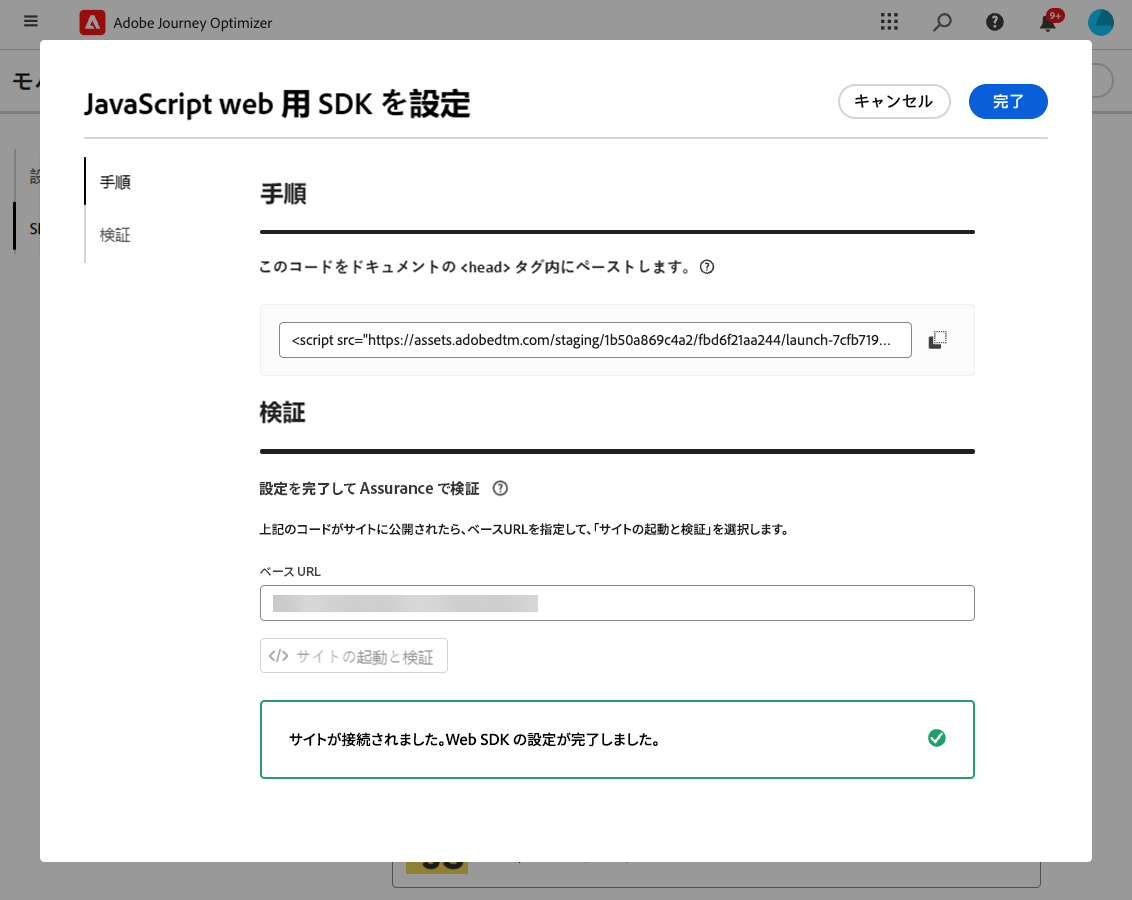 Adobe Journey Optimizer
9+
モバ
JavaScript web 用 SDK を設定
キャンセル
完了
設
手順
検証
手順
このコードをドキュメントの <head> タグ内にペーストします。
<script src="https://assets.adobedtm.com/staging/1b50a869c4a2/fbd6f21aa244/launch-7cfb719...
検証
設定を完了して Assurance で検証
上記のコードがサイトに公開されたら、ベースURLを指定して、「サイトの起動と検証」を選択します。
ベース URL
</> サイトの起動と検証
サイトが接続されました。Web SDK の設定が完了しました。